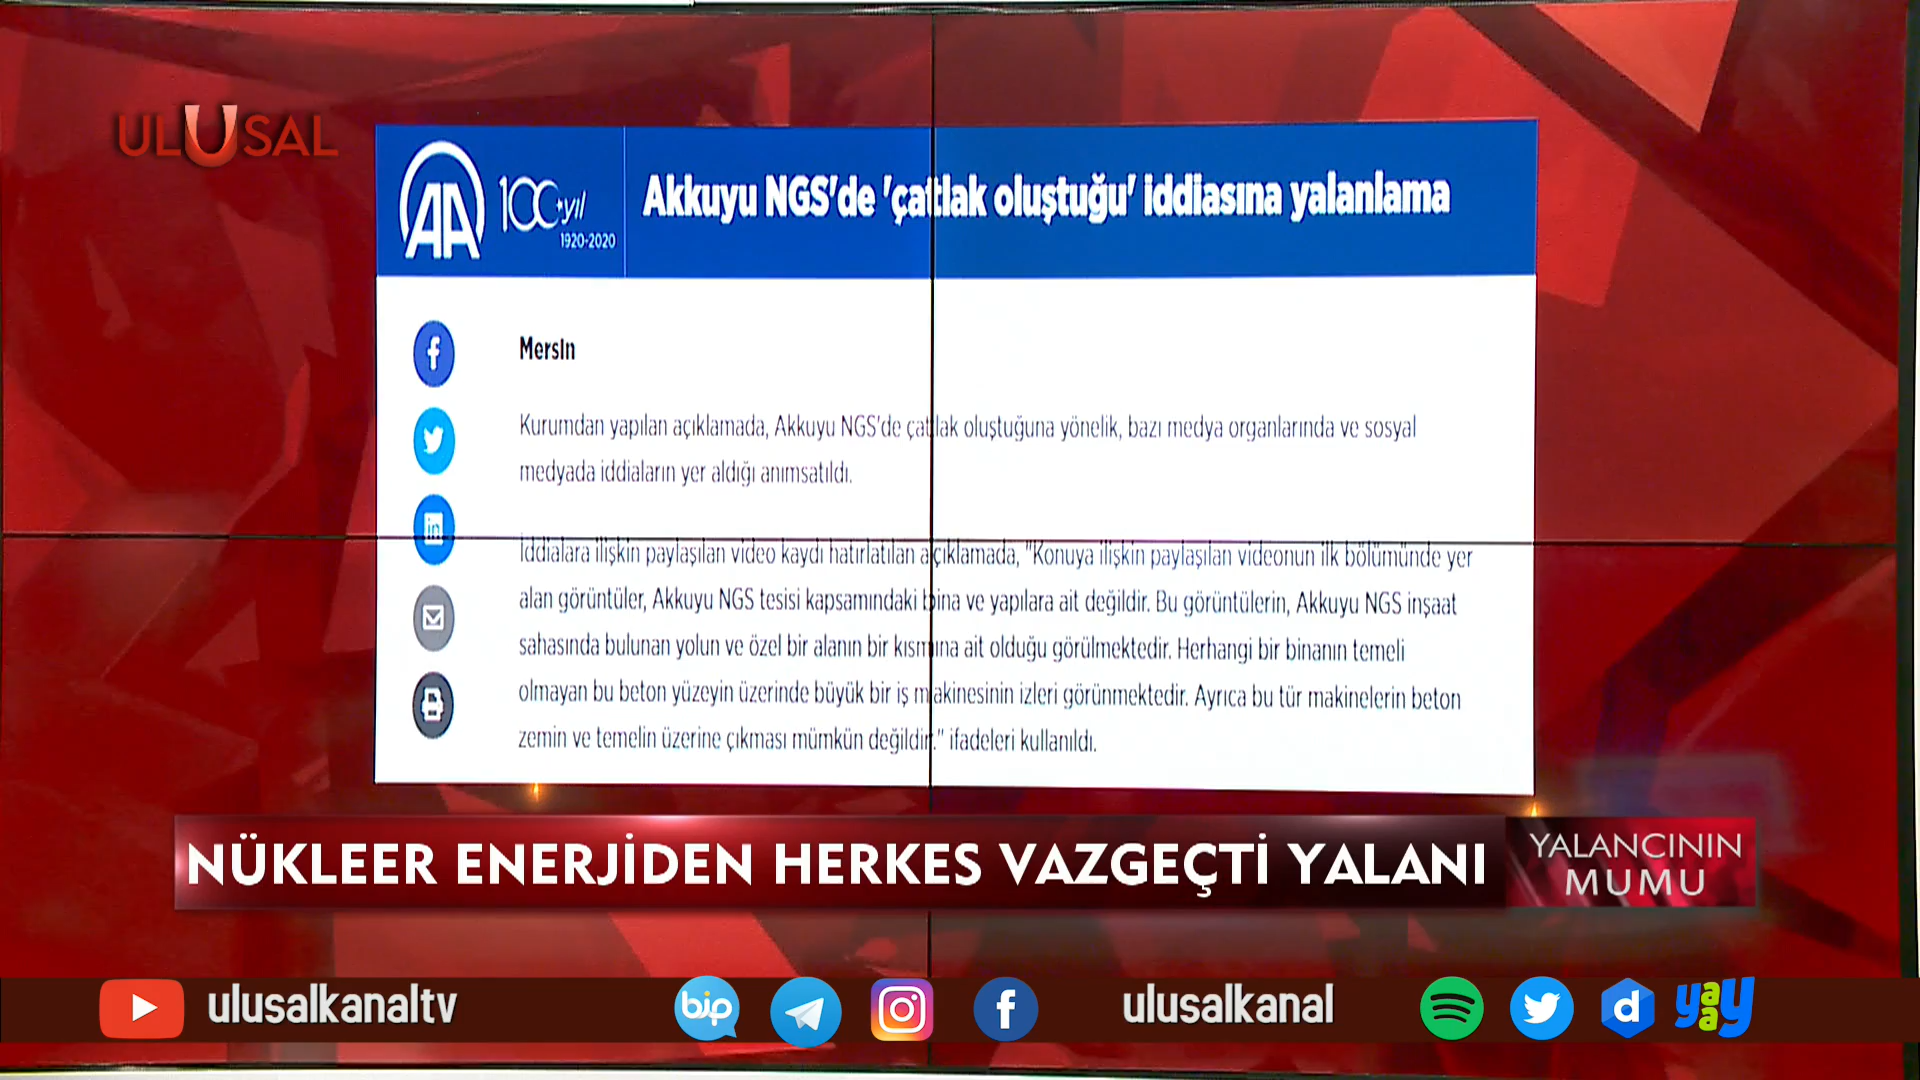 ULUSAL
AA 100.yıl
1920-2020
Akkuyu NGS'de 'çatlak oluştuğu' iddiasına yalanlama
Mersin
Kurumdan yapılan açıklamada, Akkuyu NGS'de çatlak oluştuğuna yönelik, bazı medya organlarında ve sosyal
medyada iddiaların yer aldığı anımsatıldı.
İddialara ilişkin paylaşılan video kaydı hatırlatılan açıklamada, "Konuya ilişkin paylaşılan videonun ilk bölümünde yer
alan görüntüler, Akkuyu NGS tesisi kapsamındaki bina ve yapılara ait değildir. Bu görüntülerin, Akkuyu NGS inşaat
sahasında bulunan yolun ve özel bir alanın bir kısmına ait olduğu görülmektedir. Herhangi bir binanın temeli
olmayan bu beton yüzeyin üzerinde büyük bir iş makinesinin izleri görünmektedir. Ayrıca bu tür makinelerin beton
zemin ve temelin üzerine çıkması mümkün değildir." ifadeleri kullanıldı.
NÜKLEER ENERJİDEN HERKES VAZGEÇTİ YALANI
YALANCININ
MUMU
ulusalkanaltv
bip
ulusalkanal
yaay